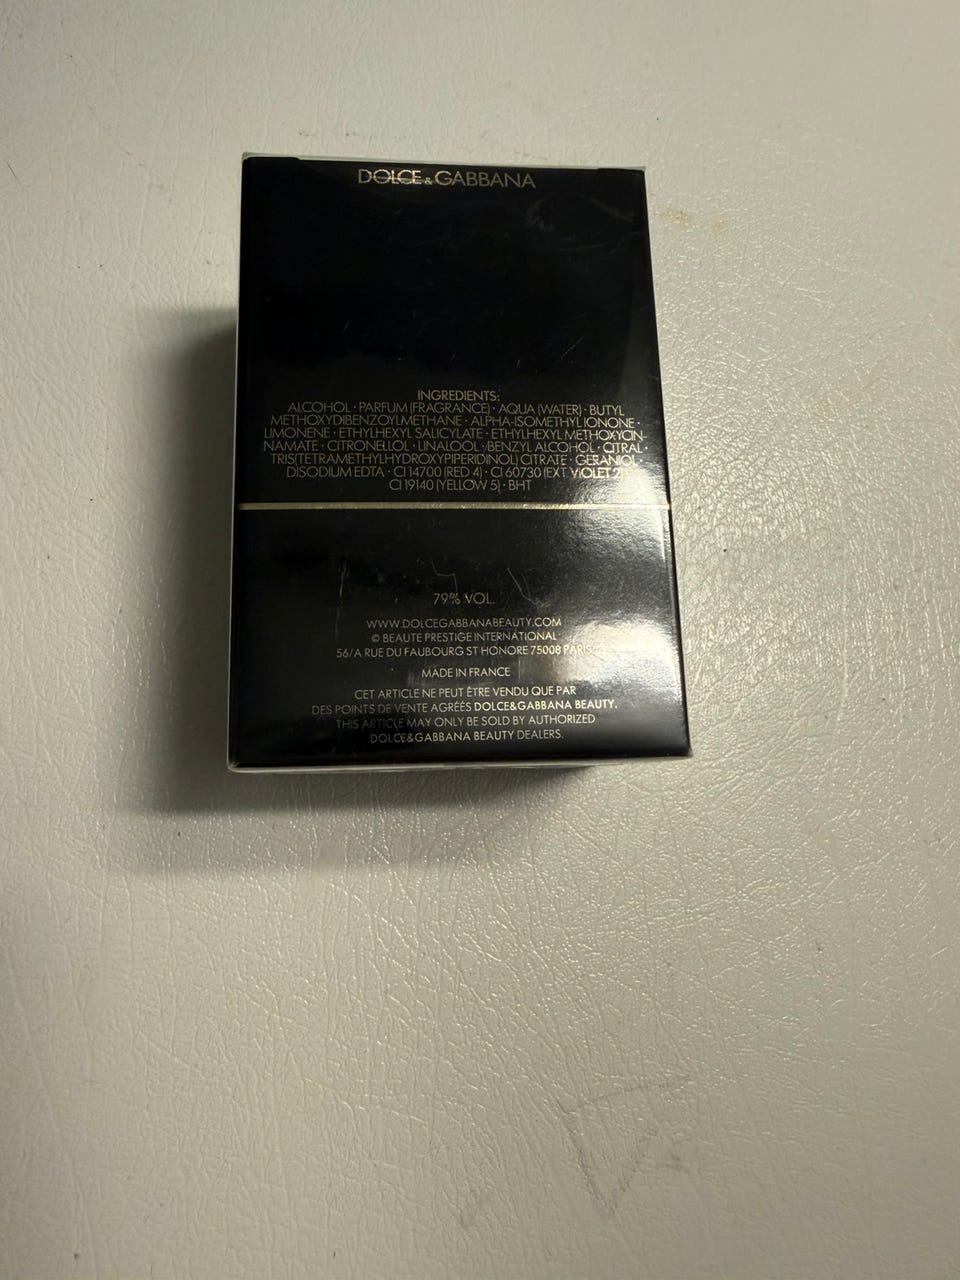 DOLCE & GABBANA
INGREDIENTS:
ALCOHOL · PARFUM (FRAGRANCE) · AQUA (WATER) · BUTYL
METHOXYDIBENZOYLMETHANE · ALPHA-ISOMETHYL IONONE ·
LIMONENE · ETHYLHEXYL SALICYLATE · ETHYLHEXYL METHOXYCIN-
NAMATE · CITRONELLOL · LINALOOL · BENZYL ALCOHOL · CITRAL ·
TRIS(TETRAMETHYLHYDROXYPIPERIDINOL) CITRATE · GERANIOL ·
DISODIUM EDTA · CI 14700 (RED 4) · CI 60730 (EXT VIOLET 2) ·
CI 19140 (YELLOW 5) · BHT
79% VOL.
WWW.DOLCEGABBANABEAUTY.COM
© BEAUTE PRESTIGE INTERNATIONAL
56/A RUE DU FAUBOURG ST HONORE 75008 PARIS
MADE IN FRANCE
CET ARTICLE NE PEUT ÊTRE VENDU QUE PAR
DES POINTS DE VENTE AGRÉÉS DOLCE&GABBANA BEAUTY.
THIS ARTICLE MAY ONLY BE SOLD BY AUTHORIZED
DOLCE&GABBANA BEAUTY DEALERS.